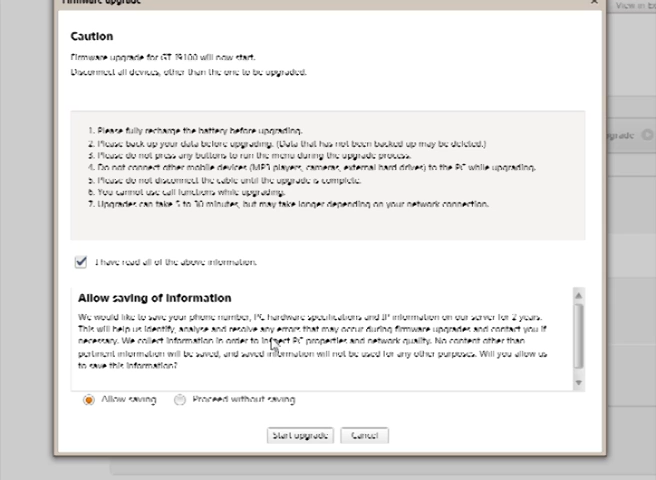 Firmware upgrade
View in
Caution
Firmware upgrade for GT I9100 will now start.
Disconnect all devices, other than the one to be upgraded.
1. Please fully recharge the battery before upgrading.
2. Please back up your data before upgrading. (Data that has not been backed up may be deleted.)
3. Please do not press any buttons to run the menu during the upgrade process.
4. Do not connect other mobile devices (MP3 players, cameras, external hard drives) to the PC while upgrading.
5. Please do not disconnect the cable until the upgrade is complete.
6. You cannot use call functions while upgrading.
7. Upgrades can take 5 to 30 minutes, but may take longer depending on your network connection.
I have read all of the above information.
Allow saving of information
We would like to save your phone number, PC hardware specifications and IP information on our server for 2 years.
This will help us identify, analyse and resolve any errors that may occur during firmware upgrades and contact you if
necessary. We collect information in order to inspect PC properties and network quality. No content other than
pertinent information will be saved, and saved information will not be used for any other purposes. Will you allow us
to save this information?
Allow saving
Proceed without saving
Start upgrade
Cancel